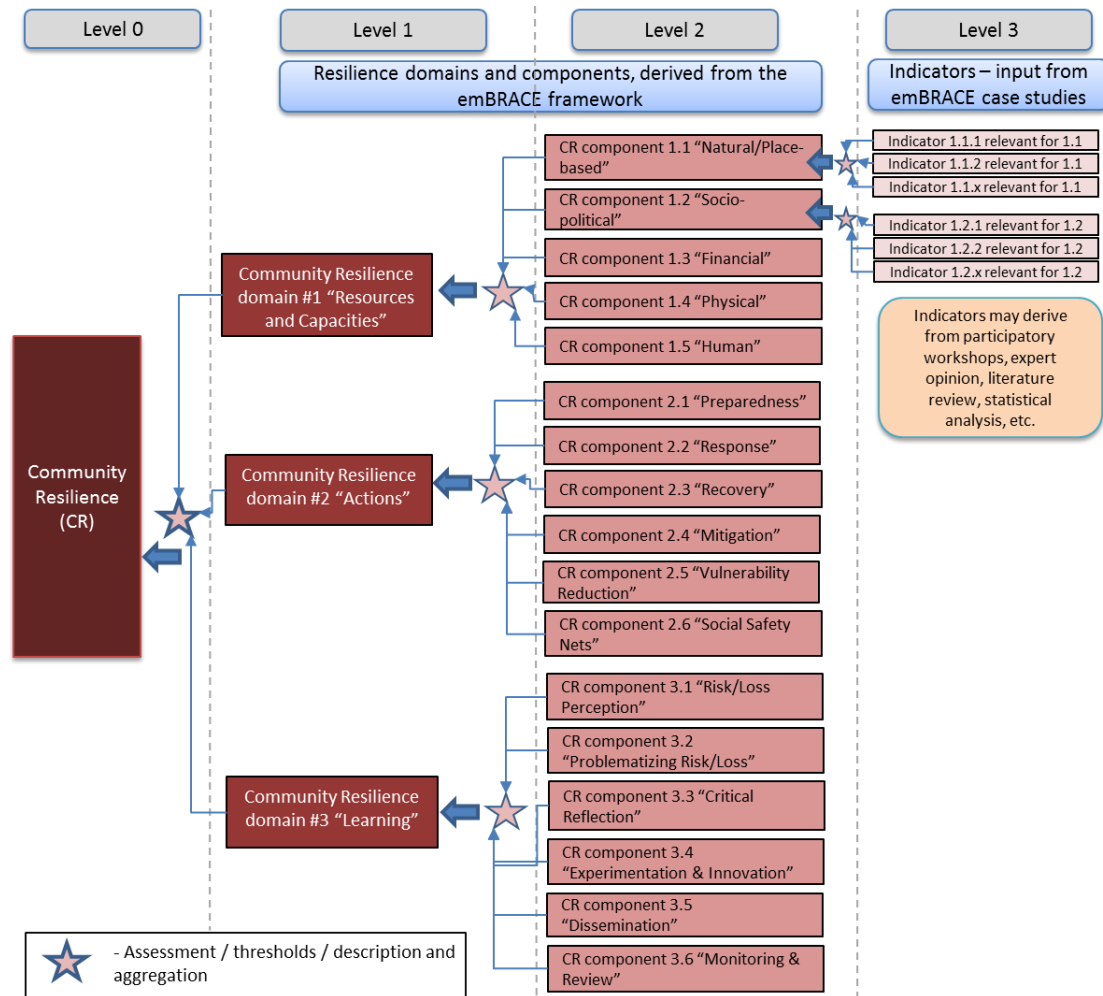 Level 0
Level 1
Level 2
Level 3
Resilience domains and components, derived from the
emBRACE framework
Indicators – input from
emBRACE case studies
CR component 1.1 “Natural/Place-
based”
CR component 1.2 “Socio-
political”
CR component 1.3 “Financial”
CR component 1.4 “Physical”
CR component 1.5 “Human”
Indicator 1.1.1 relevant for 1.1
Indicator 1.1.2 relevant for 1.1
Indicator 1.1.x relevant for 1.1
Indicator 1.2.1 relevant for 1.2
Indicator 1.2.2 relevant for 1.2
Indicator 1.2.x relevant for 1.2
Indicators may derive
from participatory
workshops, expert
opinion, literature
review, statistical
analysis, etc.
Community Resilience
domain #1 “Resources
and Capacities”
CR component 2.1 “Preparedness”
CR component 2.2 “Response”
CR component 2.3 “Recovery”
CR component 2.4 “Mitigation”
CR component 2.5 “Vulnerability
Reduction”
CR component 2.6 “Social Safety
Nets”
Community Resilience
domain #2 “Actions”
Community
Resilience
(CR)
CR component 3.1 “Risk/Loss
Perception”
CR component 3.2
“Problematizing Risk/Loss”
CR component 3.3 “Critical
Reflection”
CR component 3.4
“Experimentation & Innovation”
CR component 3.5
“Dissemination”
CR component 3.6 “Monitoring &
Review”
Community Resilience
domain #3 “Learning”
- Assessment / thresholds / description and
aggregation